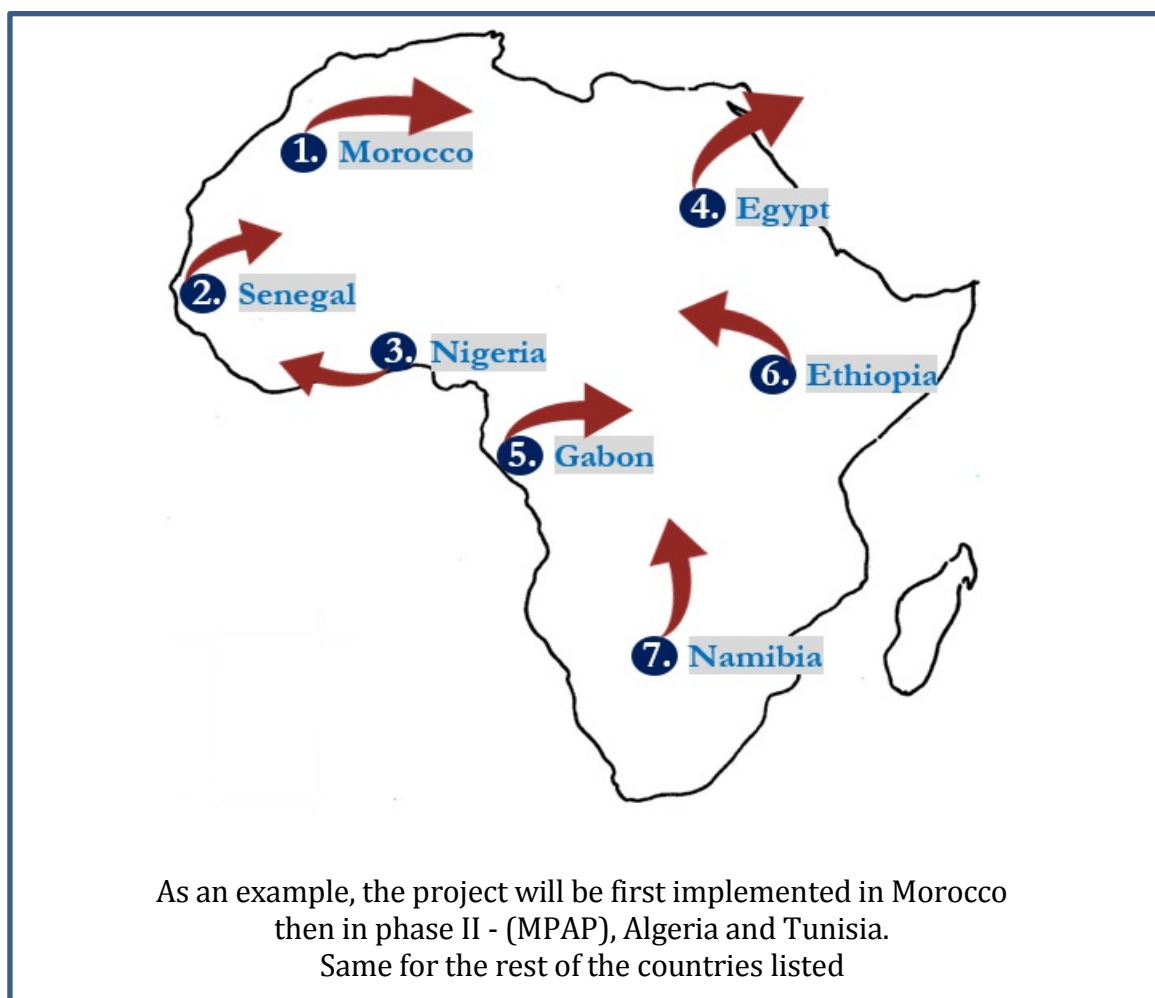 1. Morocco
4. Egypt
2. Senegal
3. Nigeria
6. Ethiopia
5. Gabon
7. Namibia
As an example, the project will be first implemented in Morocco
then in phase II - (MPAP), Algeria and Tunisia.
Same for the rest of the countries listed